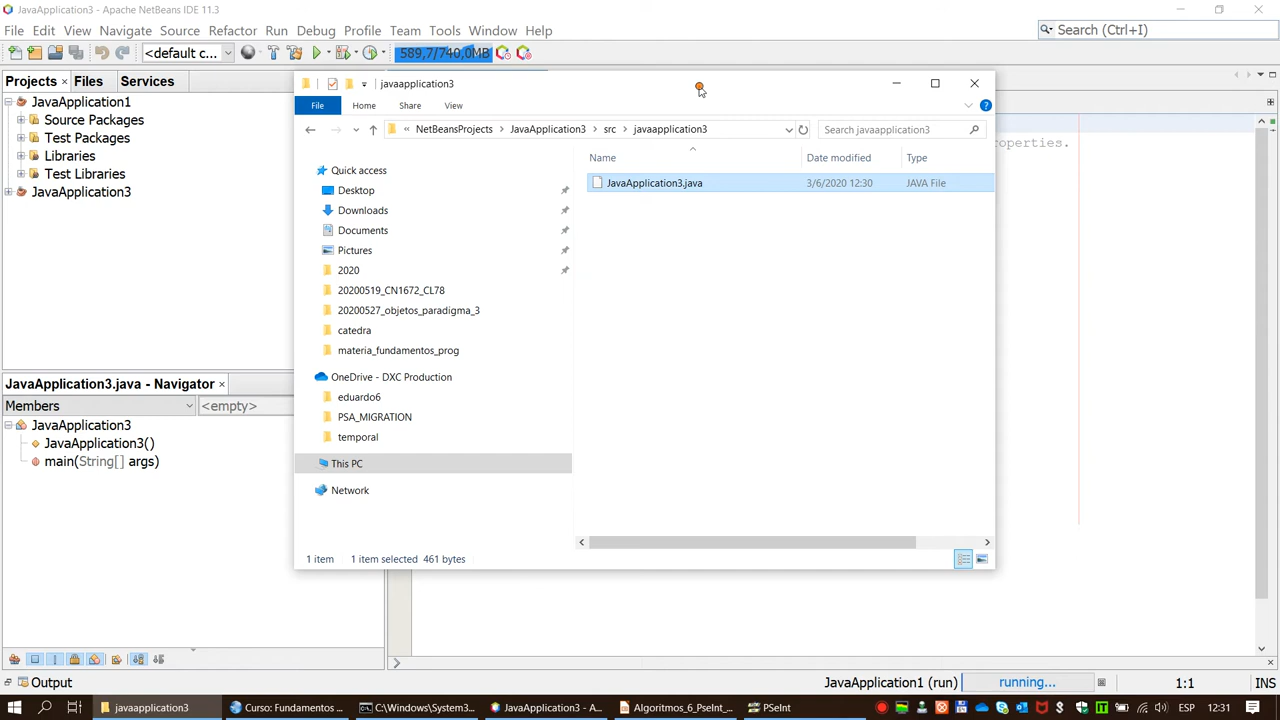 JavaApplication3 - Apache NetBeans IDE 11.3
File Edit View Navigate Source Refactor Run Debug Profile Team Tools Window Help
Search (Ctrl+I)
<default c...
589,7/740,0MB
Projects × Files Services
JavaApplication1
Source Packages
Test Packages
Libraries
Test Libraries
JavaApplication3
operties.
javaapplication3
File Home Share View
« NetBeansProjects > JavaApplication3 > src > javaapplication3
Search javaapplication3
Name Date modified Type
JavaApplication3.java 3/6/2020 12:30 JAVA File
Quick access
Desktop
Downloads
Documents
Pictures
2020
20200519_CN1672_CL78
20200527_objetos_paradigma_3
catedra
materia_fundamentos_prog
OneDrive - DXC Production
eduardo6
PSA_MIGRATION
temporal
This PC
Network
1 item 1 item selected 461 bytes
JavaApplication3.java - Navigator ×
Members <empty>
JavaApplication3
JavaApplication3()
main(String[] args)
Output
JavaApplication1 (run) running... 1:1 INS
javaapplication3 Curso: Fundamentos ... C:\Windows\System3... JavaApplication3 - A... Algoritmos_6_PseInt_... PSeInt ESP 12:31